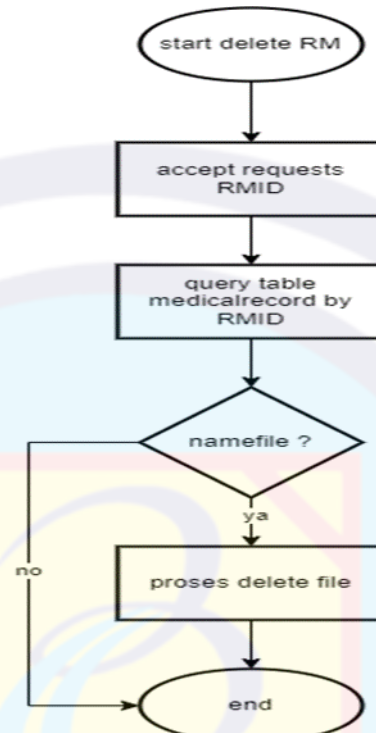 start delete RM
accept requests
RMID
query table
medicalrecord by
RMID
namefile ?
ya
no
proses delete file
end